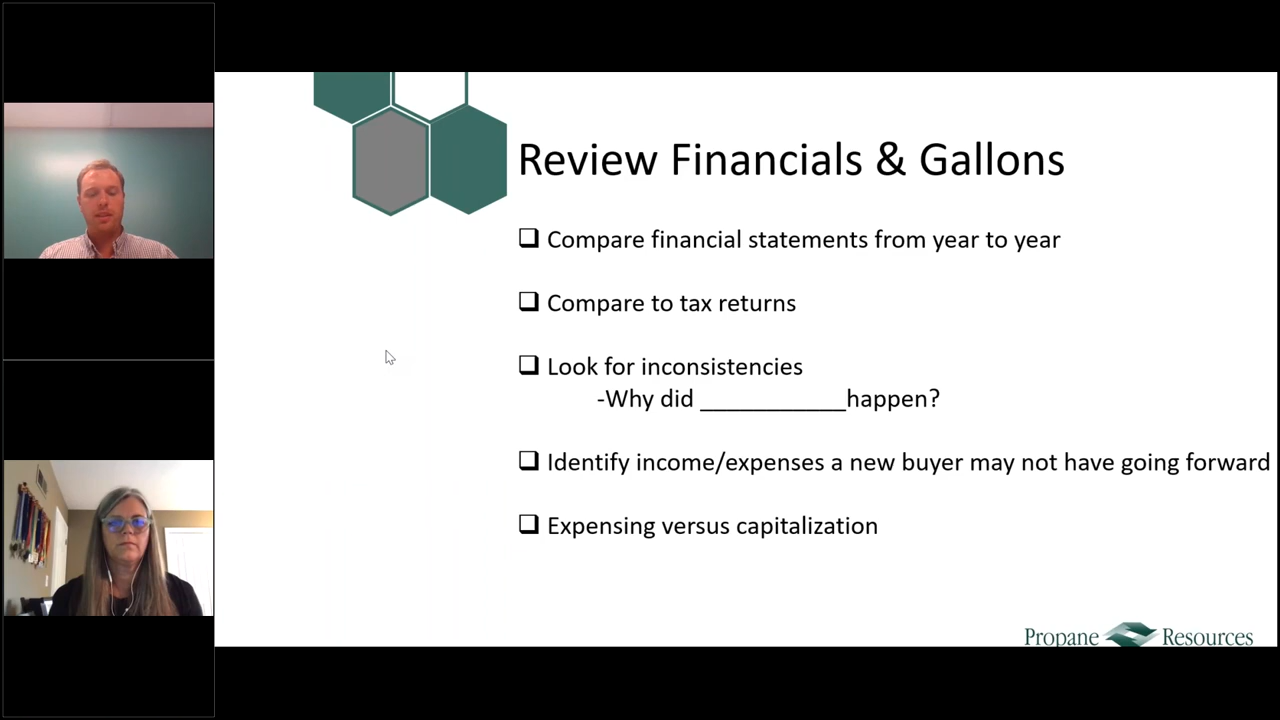 Review Financials & Gallons
Compare financial statements from year to year
Compare to tax returns
Look for inconsistencies
-Why did ___________happen?
Identify income/expenses a new buyer may not have going forward
Expensing versus capitalization
Propane Resources